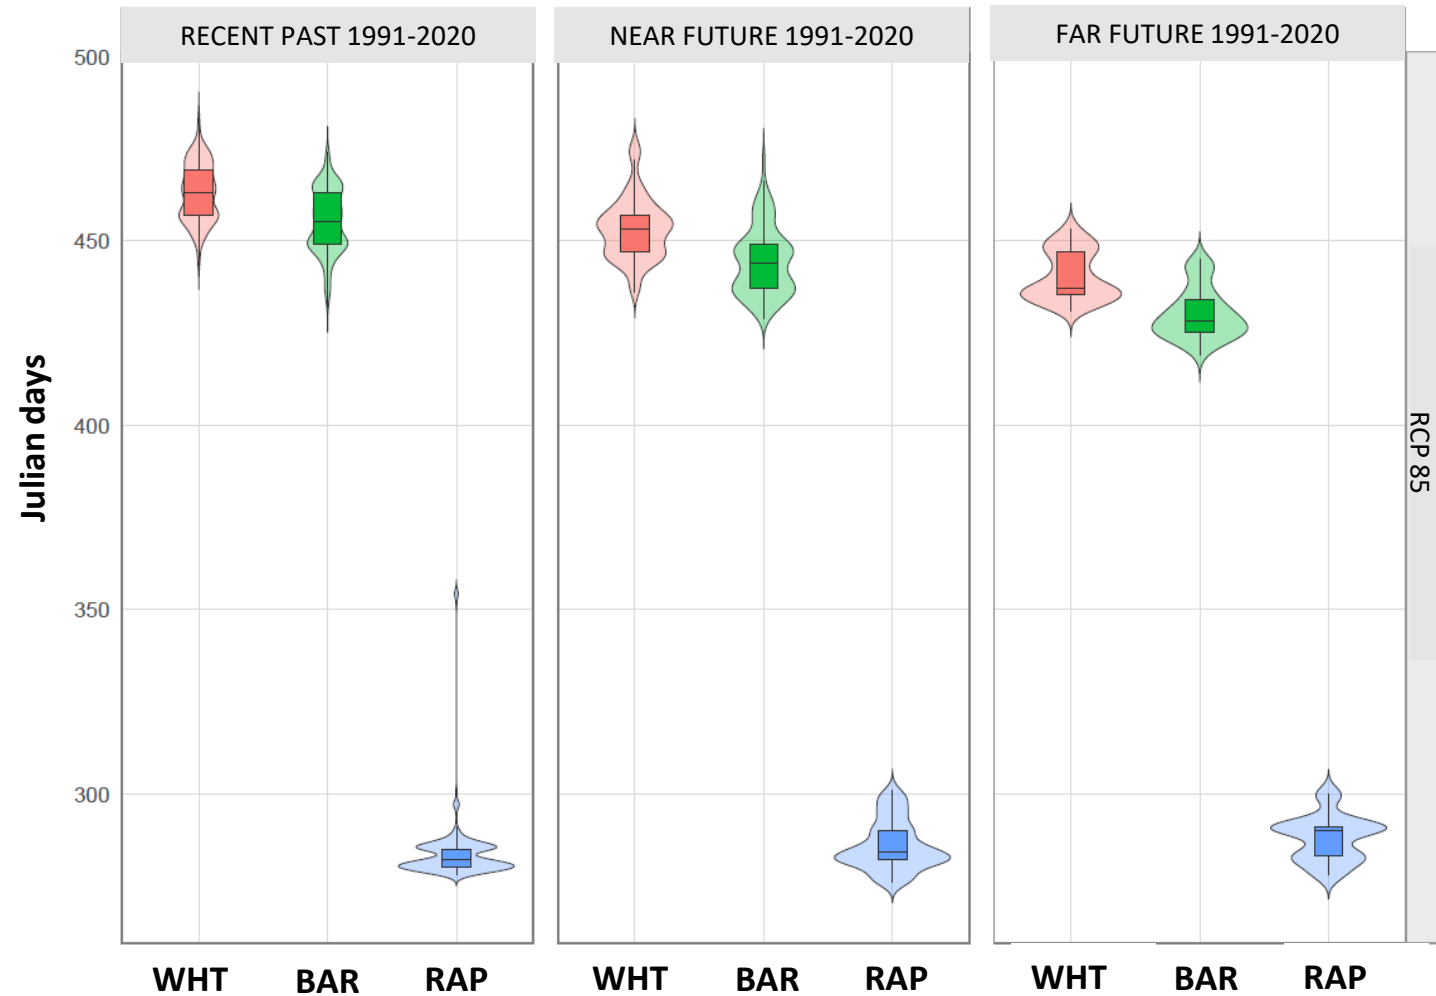 RECENT PAST 1991-2020
NEAR FUTURE 1991-2020
FAR FUTURE 1991-2020
500
450
400
350
300
Julian days
RCP 85
WHT BAR RAP
WHT BAR RAP
WHT BAR RAP